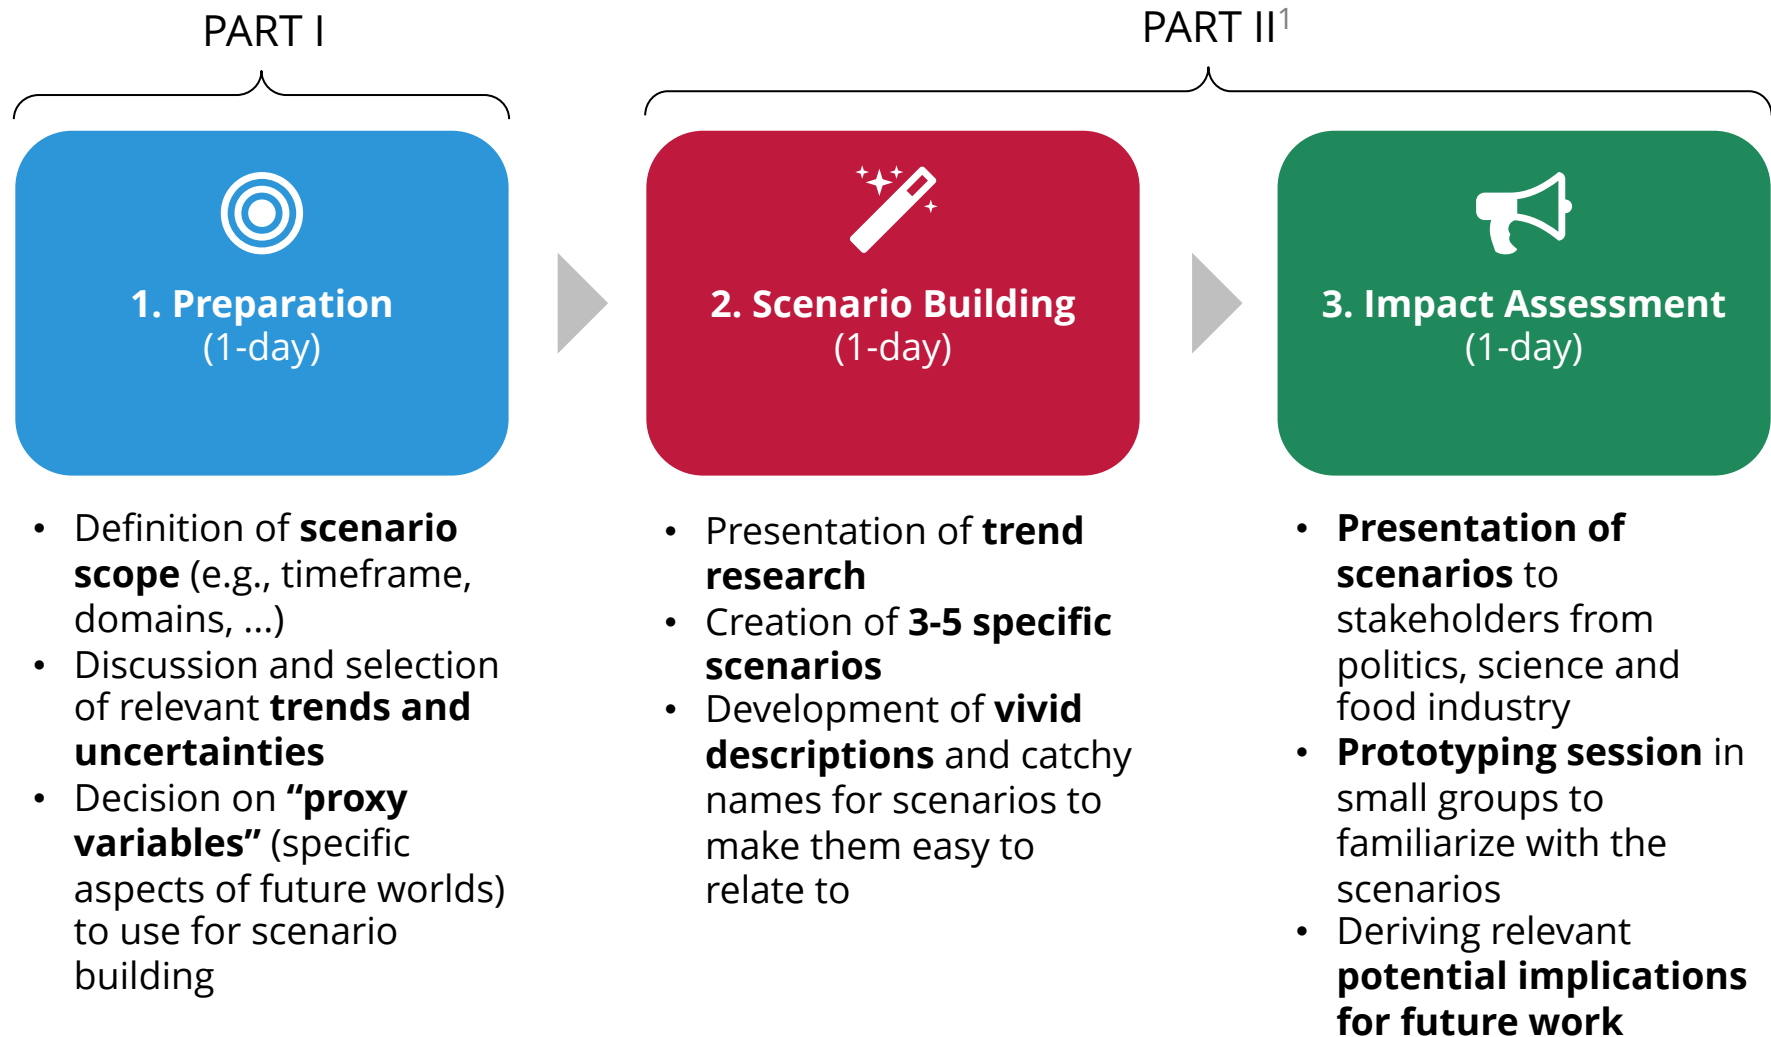 PART I
PART II1
1. Preparation
(1-day)
• Definition of scenario
scope (e.g., timeframe,
domains, …)
• Discussion and selection
of relevant trends and
uncertainties
• Decision on “proxy
variables” (specific
aspects of future worlds)
to use for scenario
building
2. Scenario Building
(1-day)
• Presentation of trend
research
• Creation of 3-5 specific
scenarios
• Development of vivid
descriptions and catchy
names for scenarios to
make them easy to
relate to
3. Impact Assessment
(1-day)
• Presentation of
scenarios to
stakeholders from
politics, science and
food industry
• Prototyping session in
small groups to
familiarize with the
scenarios
• Deriving relevant
potential implications
for future work